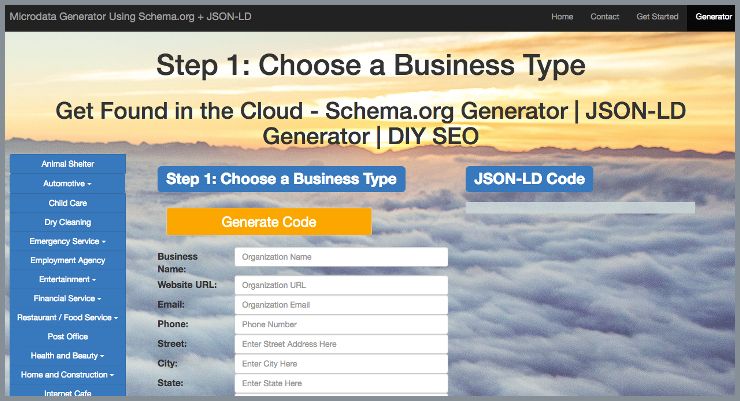 Microdata Generator Using Schema.org + JSON-LD
Home
Contact
Get Started
Generator
Step 1: Choose a Business Type
Get Found in the Cloud - Schema.org Generator | JSON-LD
Generator | DIY SEO
Animal Shelter
Automotive
Child Care
Dry Cleaning
Emergency Service
Employment Agency
Entertainment
Financial Service
Restaurant / Food Service
Post Office
Health and Beauty
Home and Construction
Internet Cafe
Step 1: Choose a Business Type
Generate Code
Business
Name:
Organization Name
Website URL:
Organization URL
Email:
Organization Email
Phone:
Phone Number
Street:
Enter Street Address Here
City:
Enter City Here
State:
Enter State Here
JSON-LD Code